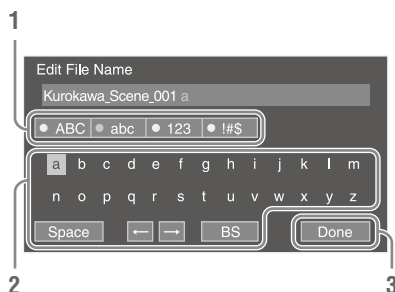 1
Edit File Name
Kurokawa_Scene_001 a
ABC abc 123 !#$
a b c d e f g h i j k l m
n o p q r s t u v w x y z
Space ← → BS Done
2 3